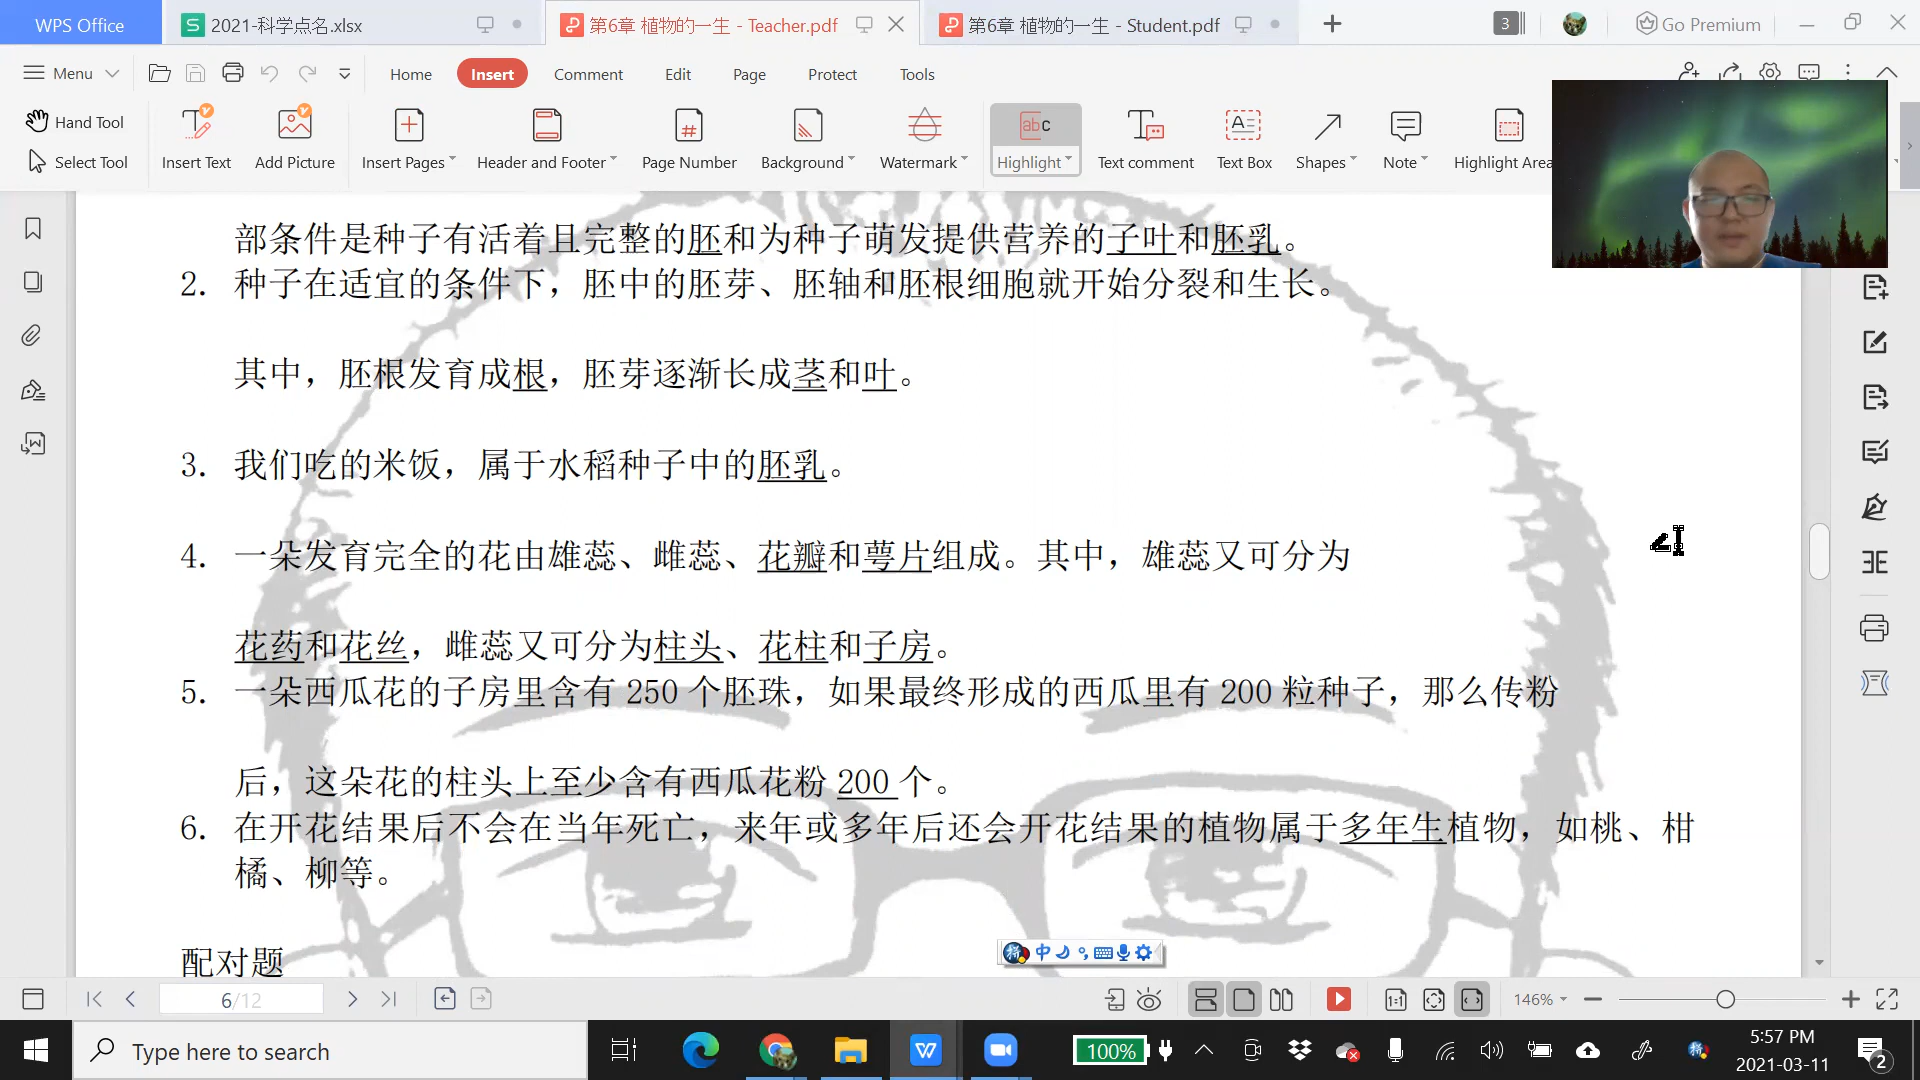 WPS Office
2021-科学点名.xlsx
第6章 植物的一生 - Teacher.pdf
第6章 植物的一生 - Student.pdf
3
Go Premium
Menu
Home
Insert
Comment
Edit
Page
Protect
Tools
Hand Tool
Select Tool
Insert Text
Add Picture
Insert Pages
Header and Footer
Page Number
Background
Watermark
Highlight
Text comment
Text Box
Shapes
Note
Highlight Area
部条件是种子有活着且完整的胚和为种子萌发提供营养的子叶和胚乳。
2. 种子在适宜的条件下，胚中的胚芽、胚轴和胚根细胞就开始分裂和生长。
其中，胚根发育成根，胚芽逐渐长成茎和叶。
3. 我们吃的米饭，属于水稻种子中的胚乳。
4. 一朵发育完全的花由雄蕊、雌蕊、花瓣和萼片组成。其中，雄蕊又可分为
花药和花丝，雌蕊又可分为柱头、花柱和子房。
5. 一朵西瓜花的子房里含有 250 个胚珠，如果最终形成的西瓜里有 200 粒种子，那么传粉
后，这朵花的柱头上至少含有西瓜花粉 200 个。
6. 在开花结果后不会在当年死亡，来年或多年后还会开花结果的植物属于多年生植物，如桃、柑
橘、柳等。
配对题
中
6/12
146%
Type here to search
100%
5:57 PM
2021-03-11
2